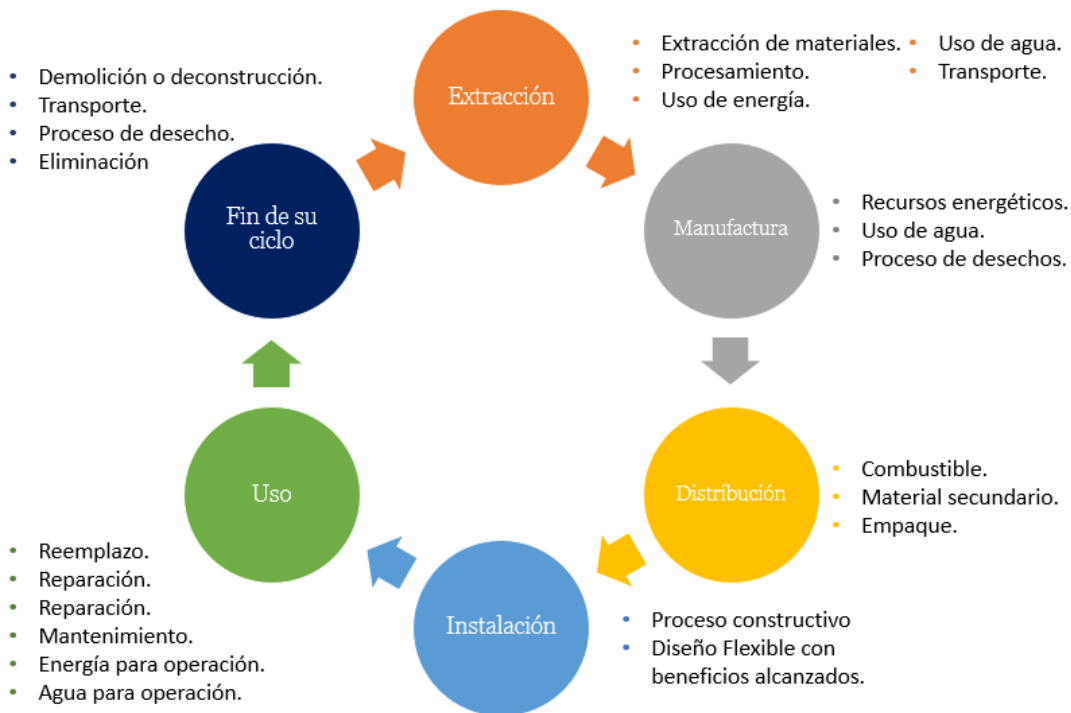 Extracción
• Extracción de materiales.
• Procesamiento.
• Uso de energía.
• Uso de agua.
• Transporte.
Manufactura
• Recursos energéticos.
• Uso de agua.
• Proceso de desechos.
Distribución
• Combustible.
• Material secundario.
• Empaque.
Instalación
• Proceso constructivo
• Diseño Flexible con
beneficios alcanzados.
Uso
• Reemplazo.
• Reparación.
• Reparación.
• Mantenimiento.
• Energía para operación.
• Agua para operación.
Fin de su
ciclo
• Demolición o deconstrucción.
• Transporte.
• Proceso de desecho.
• Eliminación